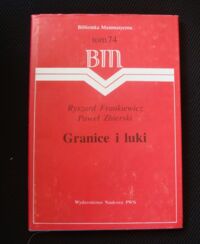 Biblioteka Matematyczna
tom 74
BM
Ryszard Frankiewicz
Paweł Zbierski
Granice i luki
Wydawnictwo Naukowe PWN